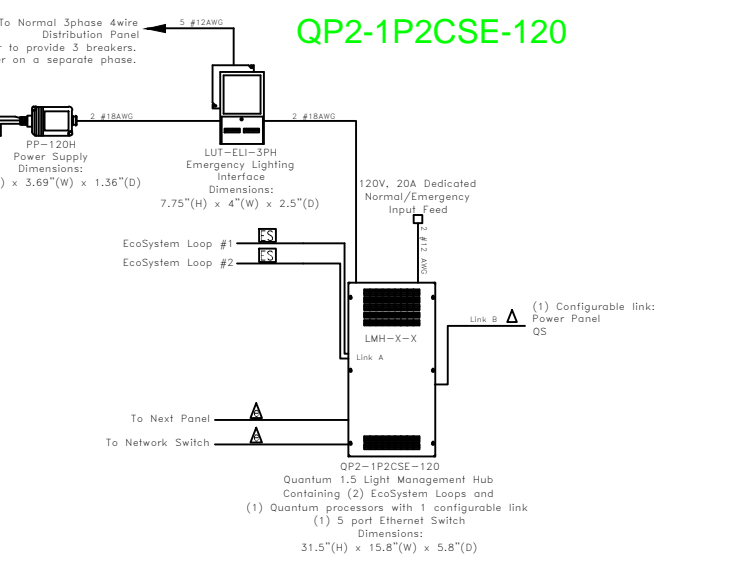 To Normal 3phase 4wire
Distribution Panel
r to provide 3 breakers.
er on a separate phase.
5 #12AWG
QP2-1P2CSE-120
2 #18AWG
2 #18AWG
PP-120H
Power Supply
Dimensions:
) x 3.69"(W) x 1.36"(D)
LUT-ELI-3PH
Emergency Lighting
Interface
Dimensions:
7.75"(H) x 4"(W) x 2.5"(D)
120V, 20A Dedicated
Normal/Emergency
Input Feed
2 #12 AWG
EcoSystem Loop #1
ES
EcoSystem Loop #2
ES
(1) Configurable link:
Power Panel
QS
Link B
LMH-X-X
Link A
To Next Panel
To Network Switch
QP2-1P2CSE-120
Quantum 1.5 Light Management Hub
Containing (2) EcoSystem Loops and
(1) Quantum processors with 1 configurable link
(1) 5 port Ethernet Switch
Dimensions:
31.5"(H) x 15.8"(W) x 5.8"(D)